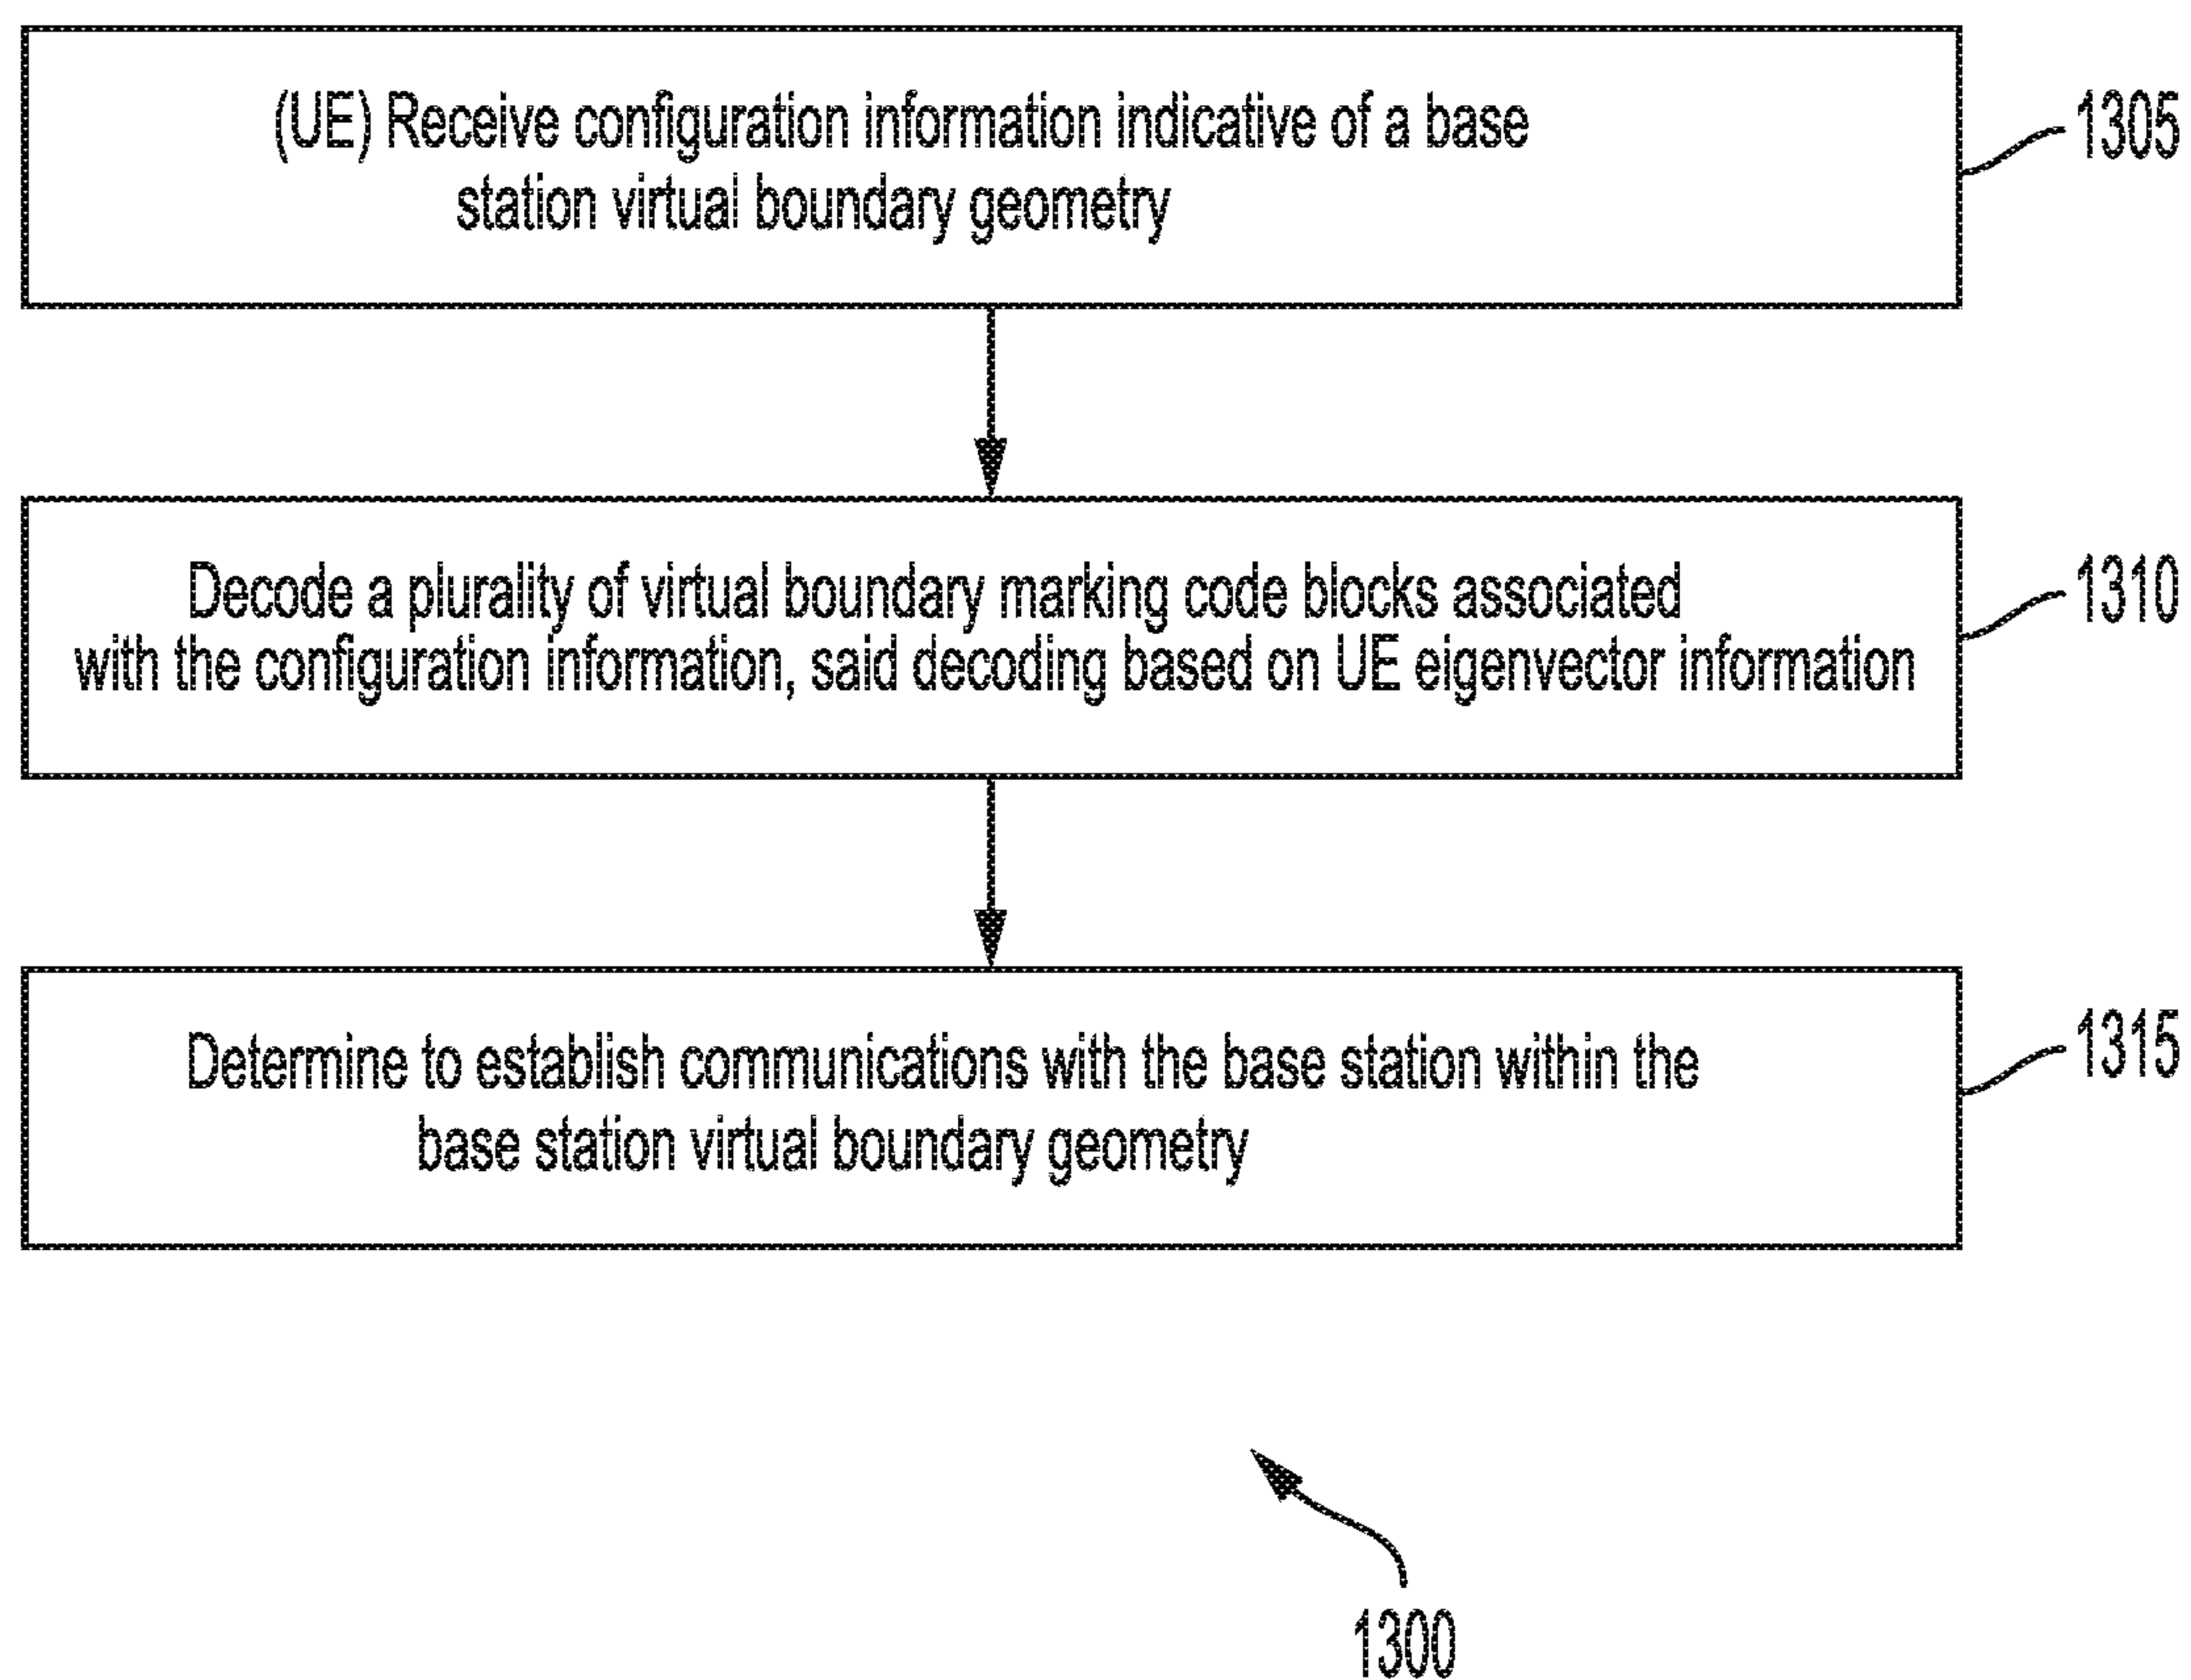 (UE) Receive configuration information indicative of a base
station virtual boundary geometry
1305
Decode a plurality of virtual boundary marking code blocks associated
with the configuration information, said decoding based on UE eigenvector information
1310
Determine to establish communications with the base station within the
base station virtual boundary geometry
1315
1300